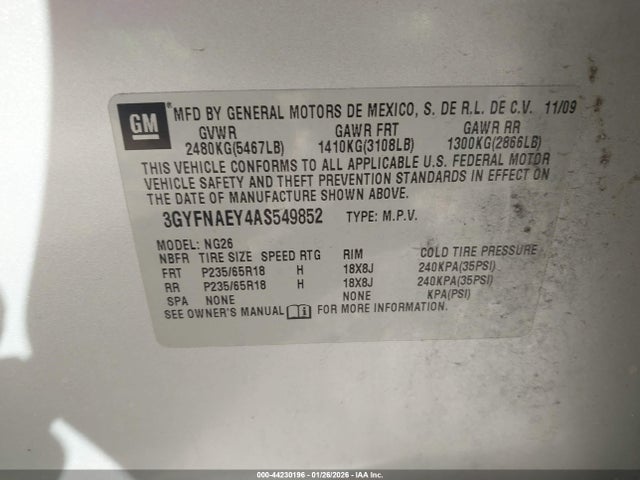 GM
® MFD BY GENERAL MOTORS DE MEXICO, S. DE R.L. DE C.V. 11/09
GVWR GAWR FRT GAWR RR
2480KG(5467LB) 1410KG(3108LB) 1300KG(2866LB)
THIS VEHICLE CONFORMS TO ALL APPLICABLE U.S. FEDERAL MOTOR
VEHICLE SAFETY AND THEFT PREVENTION STANDARDS IN EFFECT ON
THE DATE OF MANUFACTURE SHOWN ABOVE.
3GYFNAEY4AS549852 TYPE: M.P.V.
MODEL: NG26
NBFR TIRE SIZE SPEED RTG RIM COLD TIRE PRESSURE
FRT P235/65R18 H 18X8J 240KPA(35PSI)
RR P235/65R18 H 18X8J 240KPA(35PSI)
SPA NONE NONE KPA(PSI)
SEE OWNER'S MANUAL FOR MORE INFORMATION.
000-44230196 - 01/26/2026 - IAAI Inc.